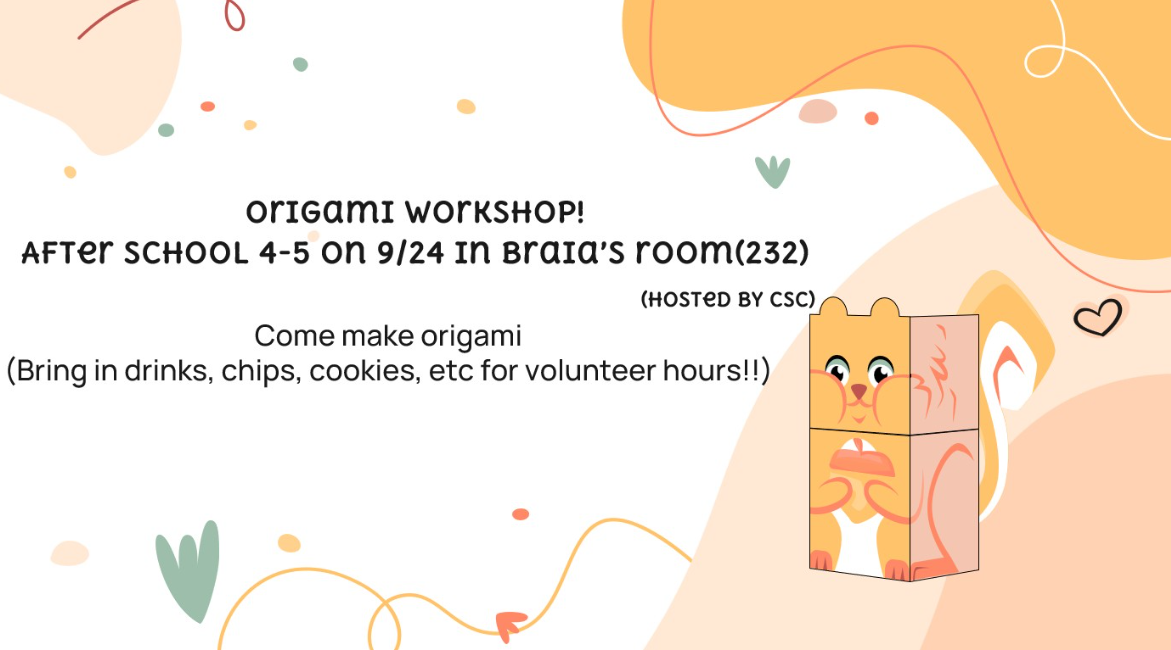 Origami Workshop!
After School 4-5 on 9/24 in Braia's room(232)
(Hosted by CSC)
Come make origami
(Bring in drinks, chips, cookies, etc for volunteer hours!!)